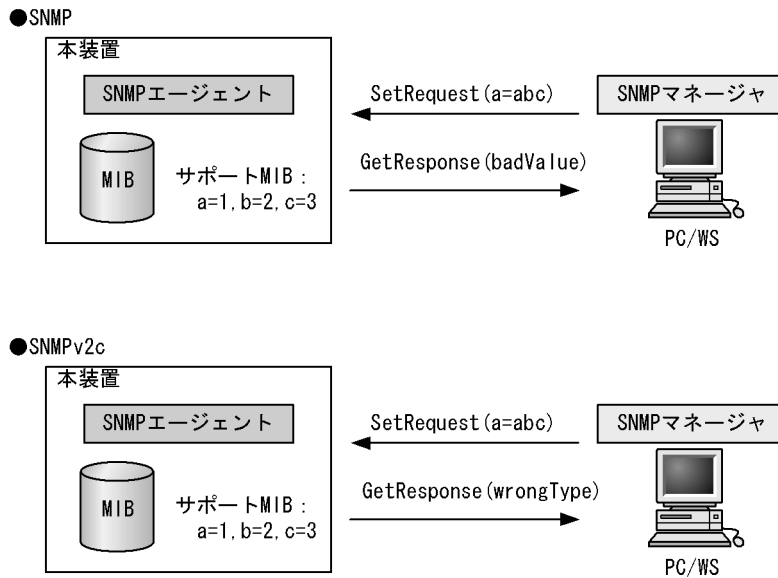 ●SNMP
本装置
SNMPエージェント
SetRequest(a=abc)
SNMPマネージャ
MIB
サポートMIB：
a=1,b=2,c=3
GetResponse(badValue)
PC/WS
●SNMPv2c
本装置
SNMPエージェント
SetRequest(a=abc)
SNMPマネージャ
MIB
サポートMIB：
a=1,b=2,c=3
GetResponse(wrongType)
PC/WS